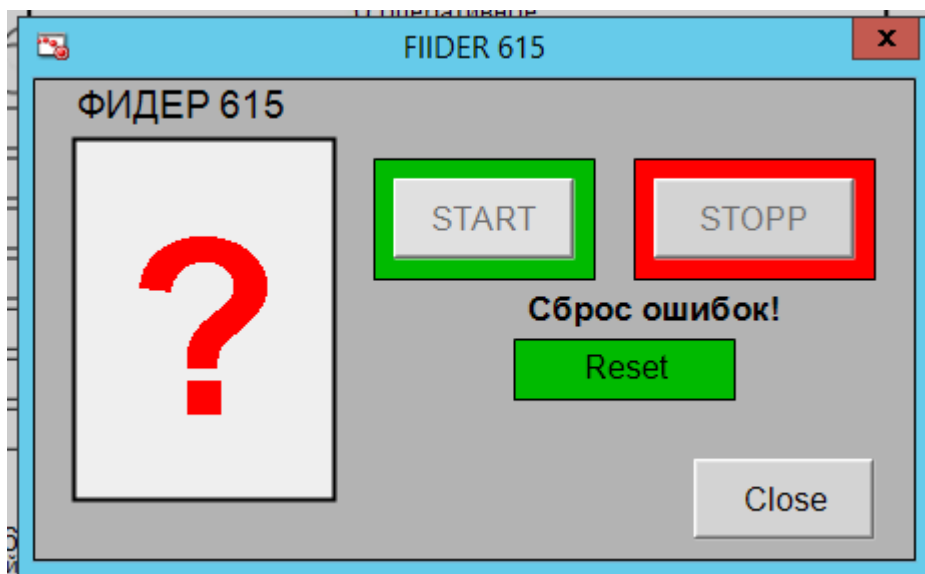 FIIDER 615
x
ФИДЕР 615
?
START
STOPP
Сброс ошибок!
Reset
Close